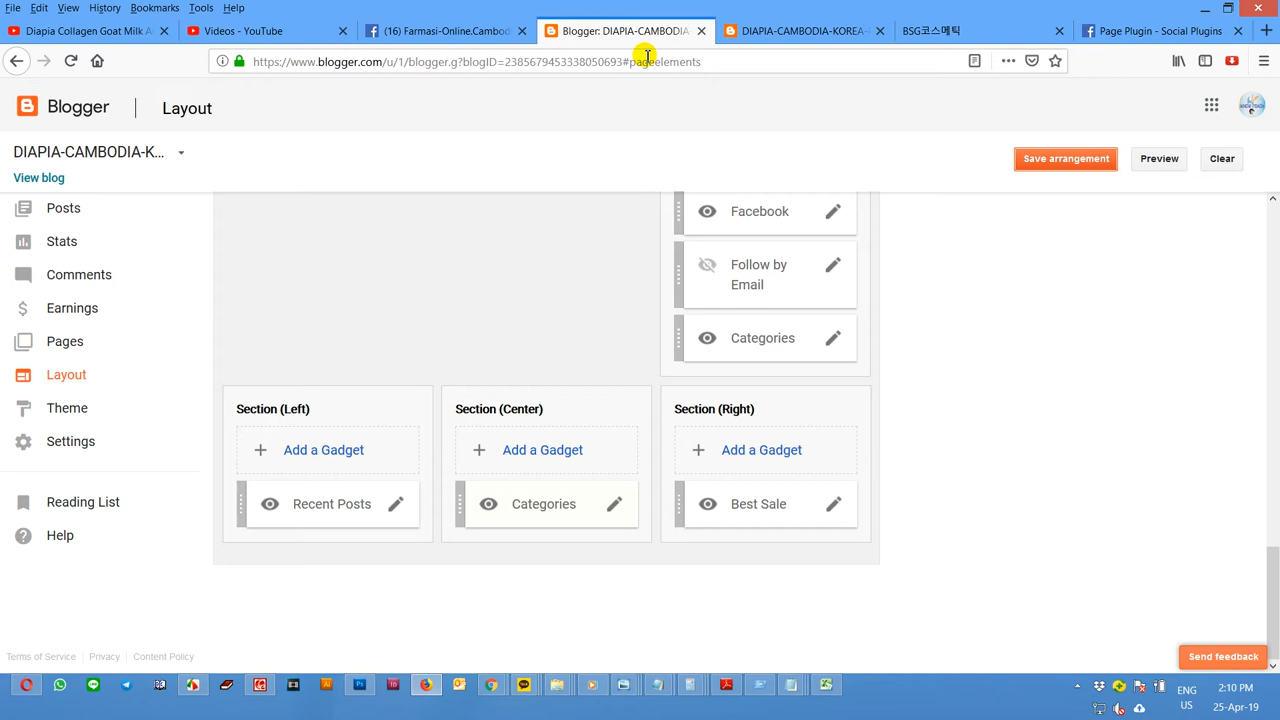 File Edit View History Bookmarks Tools Help
Diapia Collagen Goat Milk A
Videos - YouTube
(16) Farmasi-Online.Cambod
Blogger: DIAPIA-CAMBODIA
DIAPIA-CAMBODIA-KOREA-
BSG코스메틱
Page Plugin - Social Plugins
https://www.blogger.com/u/1/blogger.g?blogID=2385679453338050693#pageelements
Blogger
Layout
DIAPIA-CAMBODIA-K...
View blog
Save arrangement
Preview
Clear
Posts
Stats
Comments
Earnings
Pages
Layout
Theme
Settings
Reading List
Help
Facebook
Follow by
Email
Categories
Section (Left)
Add a Gadget
Recent Posts
Section (Center)
Add a Gadget
Categories
Section (Right)
Add a Gadget
Best Sale
Terms of Service
Privacy
Content Policy
Send feedback
ENG
US
2:10 PM
25-Apr-19